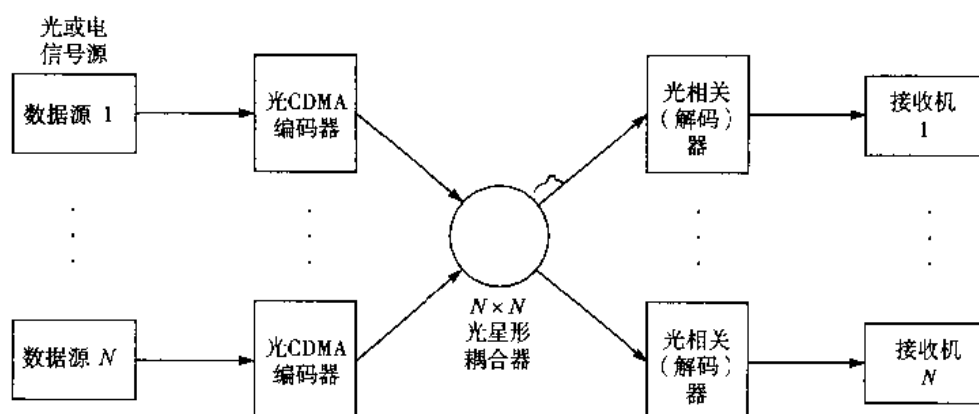 光或电
信号源
数据源 1
光CDMA
编码器
光相关
(解码)
器
接收机
1
N×N
光星形
耦合器
数据源 N
光CDMA
编码器
光相关
(解码)
器
接收机
N